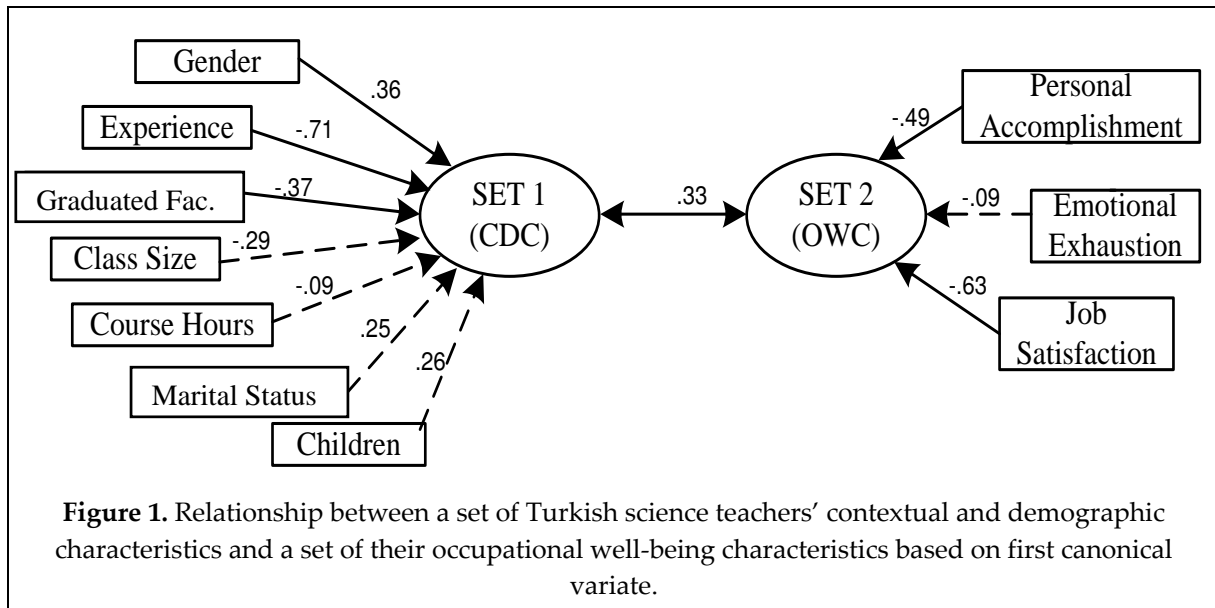 Gender
.36
Experience
-.71
Graduated Fac.
-.37
Class Size
-.29
Course Hours
-.09
Marital Status
.25
Children
.26
SET 1
(CDC)
.33
SET 2
(OWC)
Personal
Accomplishment
-.49
Emotional
Exhaustion
-.09
Job
Satisfaction
-.63
Figure 1. Relationship between a set of Turkish science teachers’ contextual and demographic
characteristics and a set of their occupational well-being characteristics based on first canonical
variate.